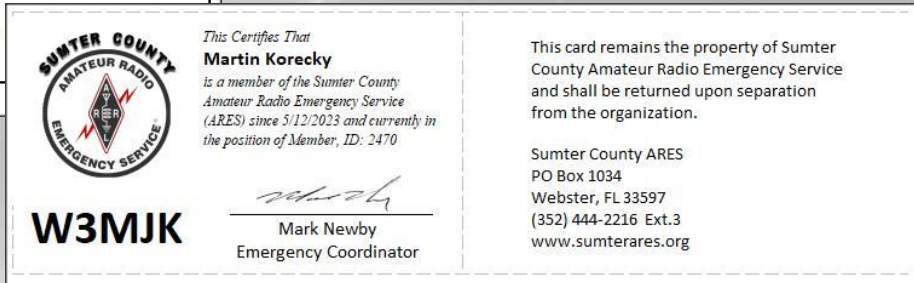 SUMTER COUNTY
AMATEUR RADIO
EMERGENCY SERVICE
A
R R
L
This Certifies That
Martin Korecky
is a member of the Sumter County
Amateur Radio Emergency Service
(ARES) since 5/12/2023 and currently in
the position of Member, ID: 2470
W3MJK
Mark Newby
Emergency Coordinator
This card remains the property of Sumter
County Amateur Radio Emergency Service
and shall be returned upon separation
from the organization.
Sumter County ARES
PO Box 1034
Webster, FL 33597
(352) 444-2216 Ext.3
www.sumterares.org